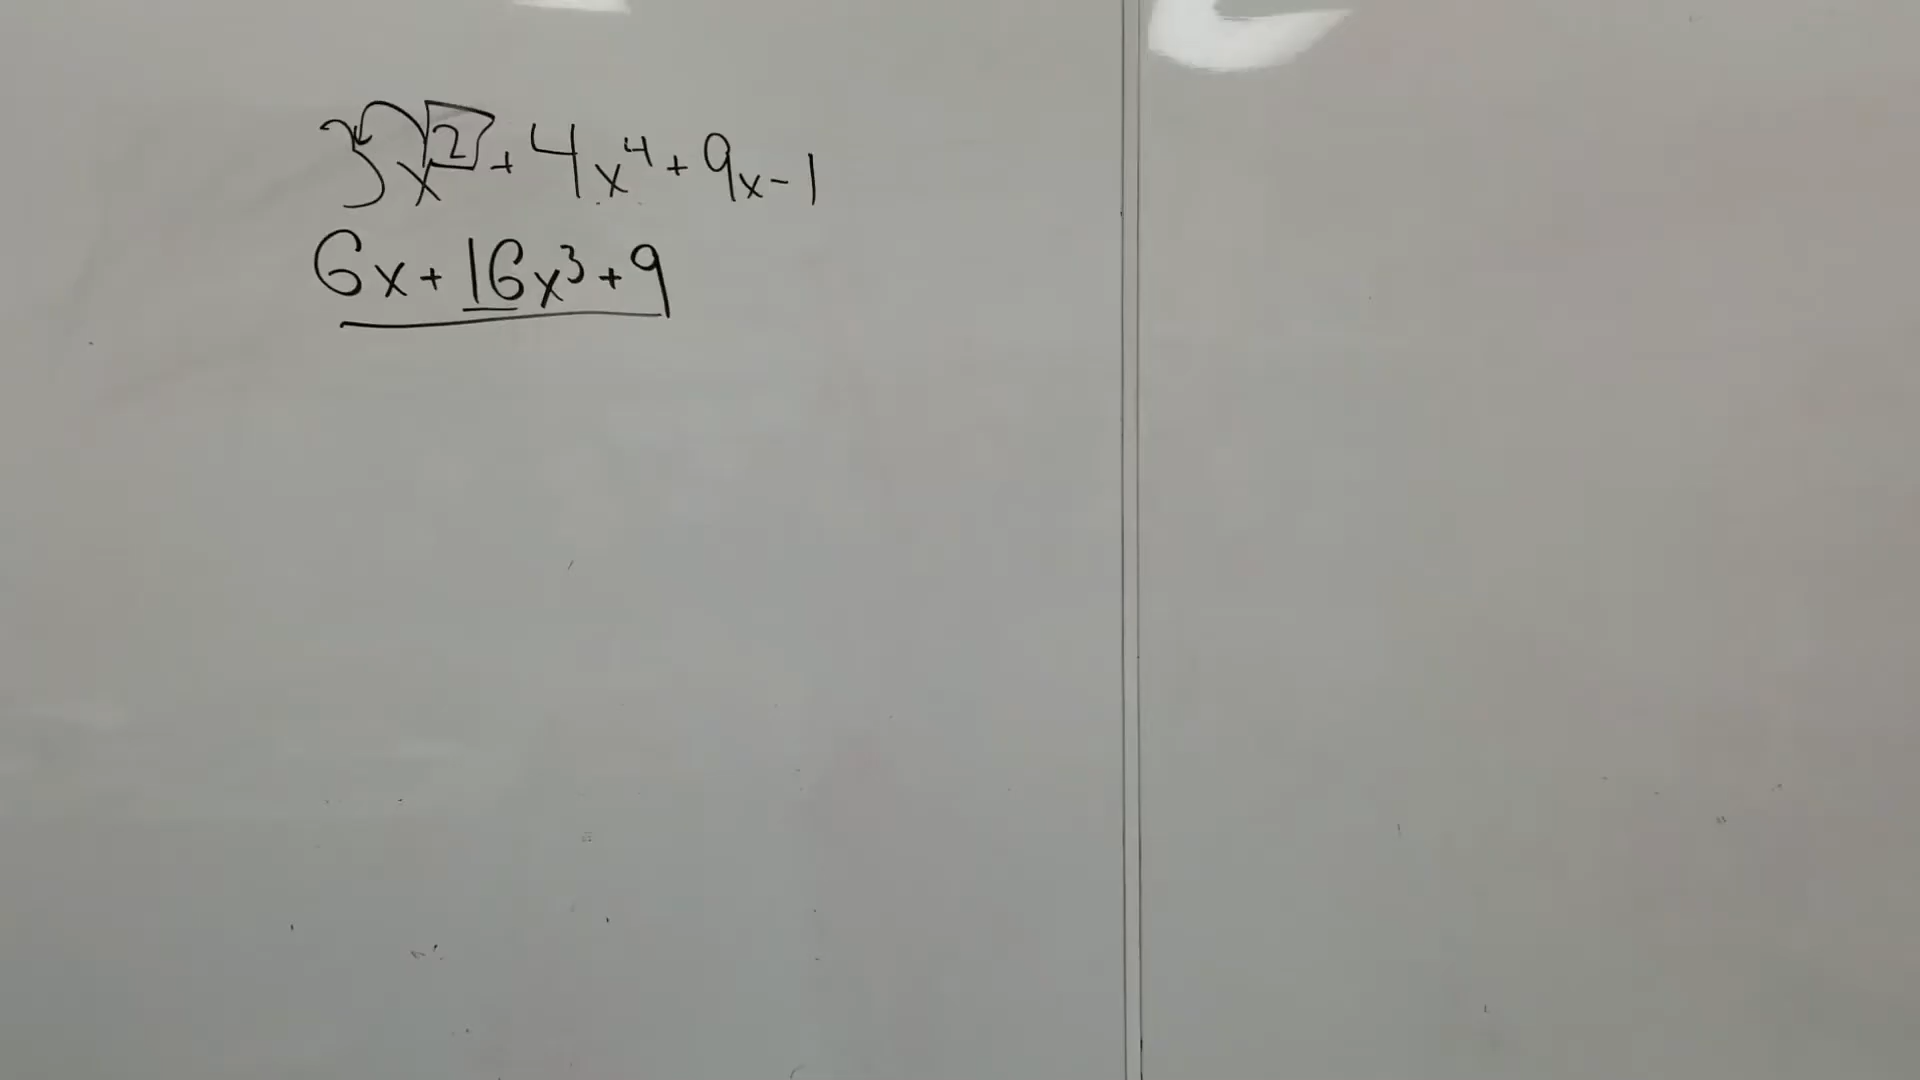 3x² + 4x⁴ + 9x - 1
6x + 16x³ + 9